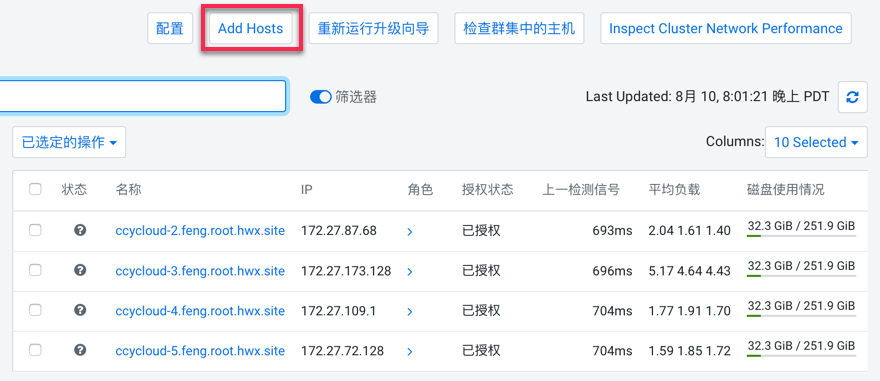 配置 Add Hosts 重新运行升级向导 检查群集中的主机 Inspect Cluster Network Performance
筛选器 Last Updated: 8月 10, 8:01:21 晚上 PDT
已选定的操作 Columns: 10 Selected
状态 名称 IP 角色 授权状态 上一检测信号 平均负载 磁盘使用情况
ccycloud-2.feng.root.hwx.site 172.27.87.68 已授权 693ms 2.04 1.61 1.40 32.3 GiB / 251.9 GiB
ccycloud-3.feng.root.hwx.site 172.27.173.128 已授权 696ms 5.17 4.64 4.43 32.3 GiB / 251.9 GiB
ccycloud-4.feng.root.hwx.site 172.27.109.1 已授权 704ms 1.77 1.91 1.70 32.3 GiB / 251.9 GiB
ccycloud-5.feng.root.hwx.site 172.27.72.128 已授权 704ms 1.59 1.85 1.72 32.3 GiB / 251.9 GiB